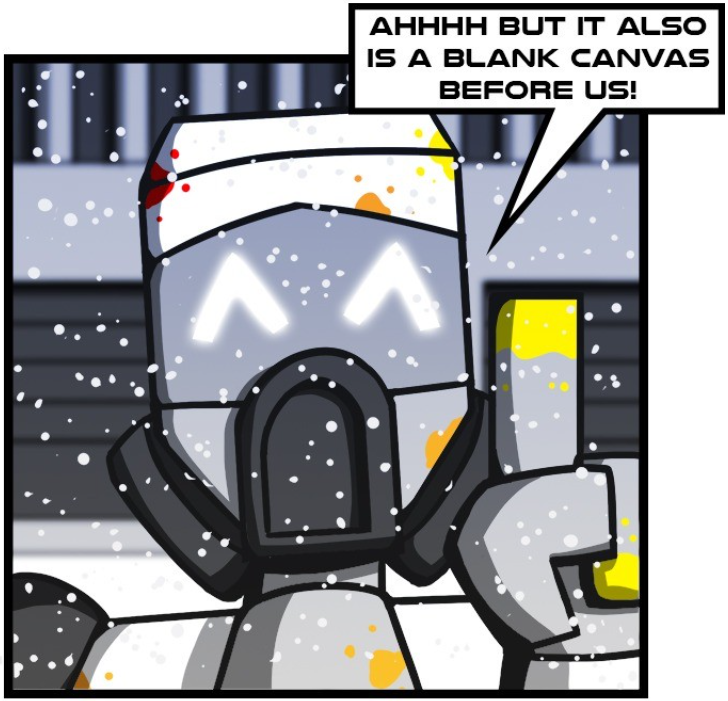 AHHHH BUT IT ALSO
IS A BLANK CANVAS
BEFORE US!